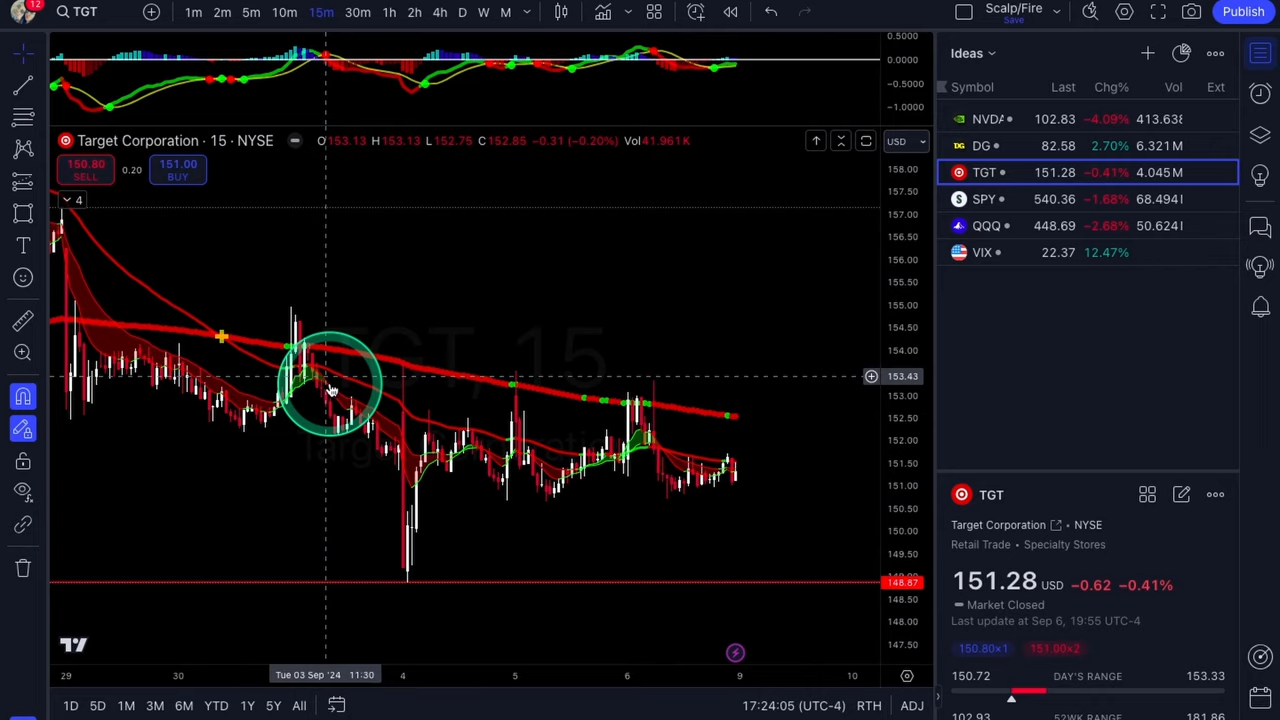 12
TGT
1m 2m 5m 10m 15m 30m 1h 2h 4h D W M
Scalp/Fire
Save
Publish
0.5000
0.0000
-0.5000
-1.0000
Target Corporation · 15 · NYSE
O153.13 H153.13 L152.75 C152.85 -0.31 (-0.20%) Vol41.961K
USD
150.80
SELL
0.20
151.00
BUY
4
158.00
157.50
157.00
156.50
156.00
155.50
155.00
154.50
154.00
153.43
153.00
152.50
152.00
151.50
151.00
150.50
150.00
149.50
148.87
148.50
148.00
147.50
TGT, 15
29
30
Tue 03 Sep '24 11:30
4
5
6
9
10
1D 5D 1M 3M 6M YTD 1Y 5Y All
17:24:05 (UTC-4)
RTH
ADJ
Ideas
Symbol Last Chg% Vol Ext
NVDA 102.83 -4.09% 413.638
DG 82.58 2.70% 6.321M
TGT 151.28 -0.41% 4.045M
SPY 540.36 -1.68% 68.494
QQQ 448.69 -2.68% 50.624
VIX 22.37 12.47%
TGT
Target Corporation · NYSE
Retail Trade · Specialty Stores
151.28 USD -0.62 -0.41%
Market Closed
Last update at Sep 6, 19:55 UTC-4
150.80×1 151.00×2
150.72 DAY'S RANGE 153.33
102.93 52WK RANGE 181.86